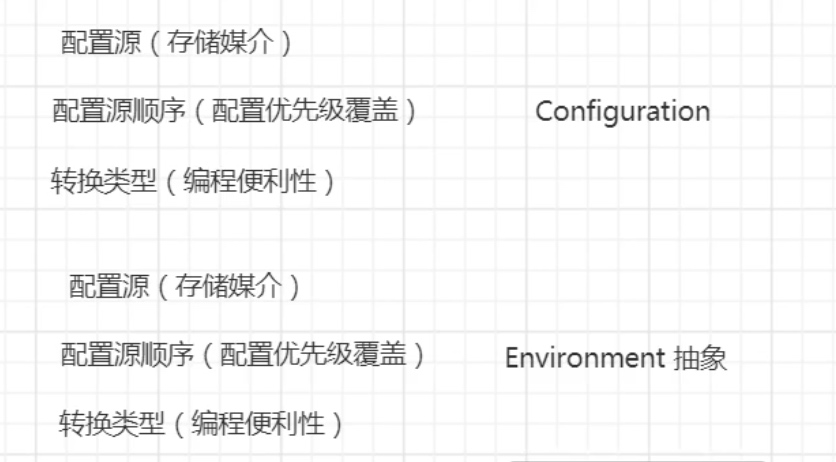 配置源（存储媒介）
配置源顺序（配置优先级覆盖）
Configuration
转换类型（编程便利性）
配置源（存储媒介）
配置源顺序（配置优先级覆盖）
Environment 抽象
转换类型（编程便利性）